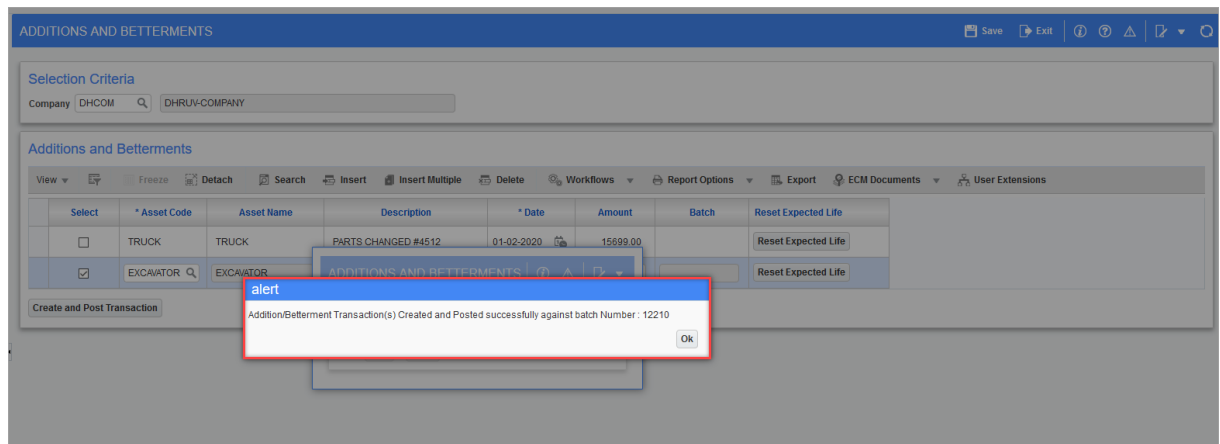 ADDITIONS AND BETTERMENTS Save Exit
Selection Criteria
Company DHCOM DHRUV-COMPANY
Additions and Betterments
View Freeze Detach Search Insert Insert Multiple Delete Workflows Report Options Export ECM Documents User Extensions
Select * Asset Code Asset Name Description * Date Amount Batch Reset Expected Life
TRUCK TRUCK PARTS CHANGED #4512 01-02-2020 15699.00 Reset Expected Life
EXCAVATOR EXCAVATOR Reset Expected Life
ADDITIONS AND BETTERMENTS
alert
Create and Post Transaction
Addition/Betterment Transaction(s) Created and Posted successfully against batch Number : 12210
Ok